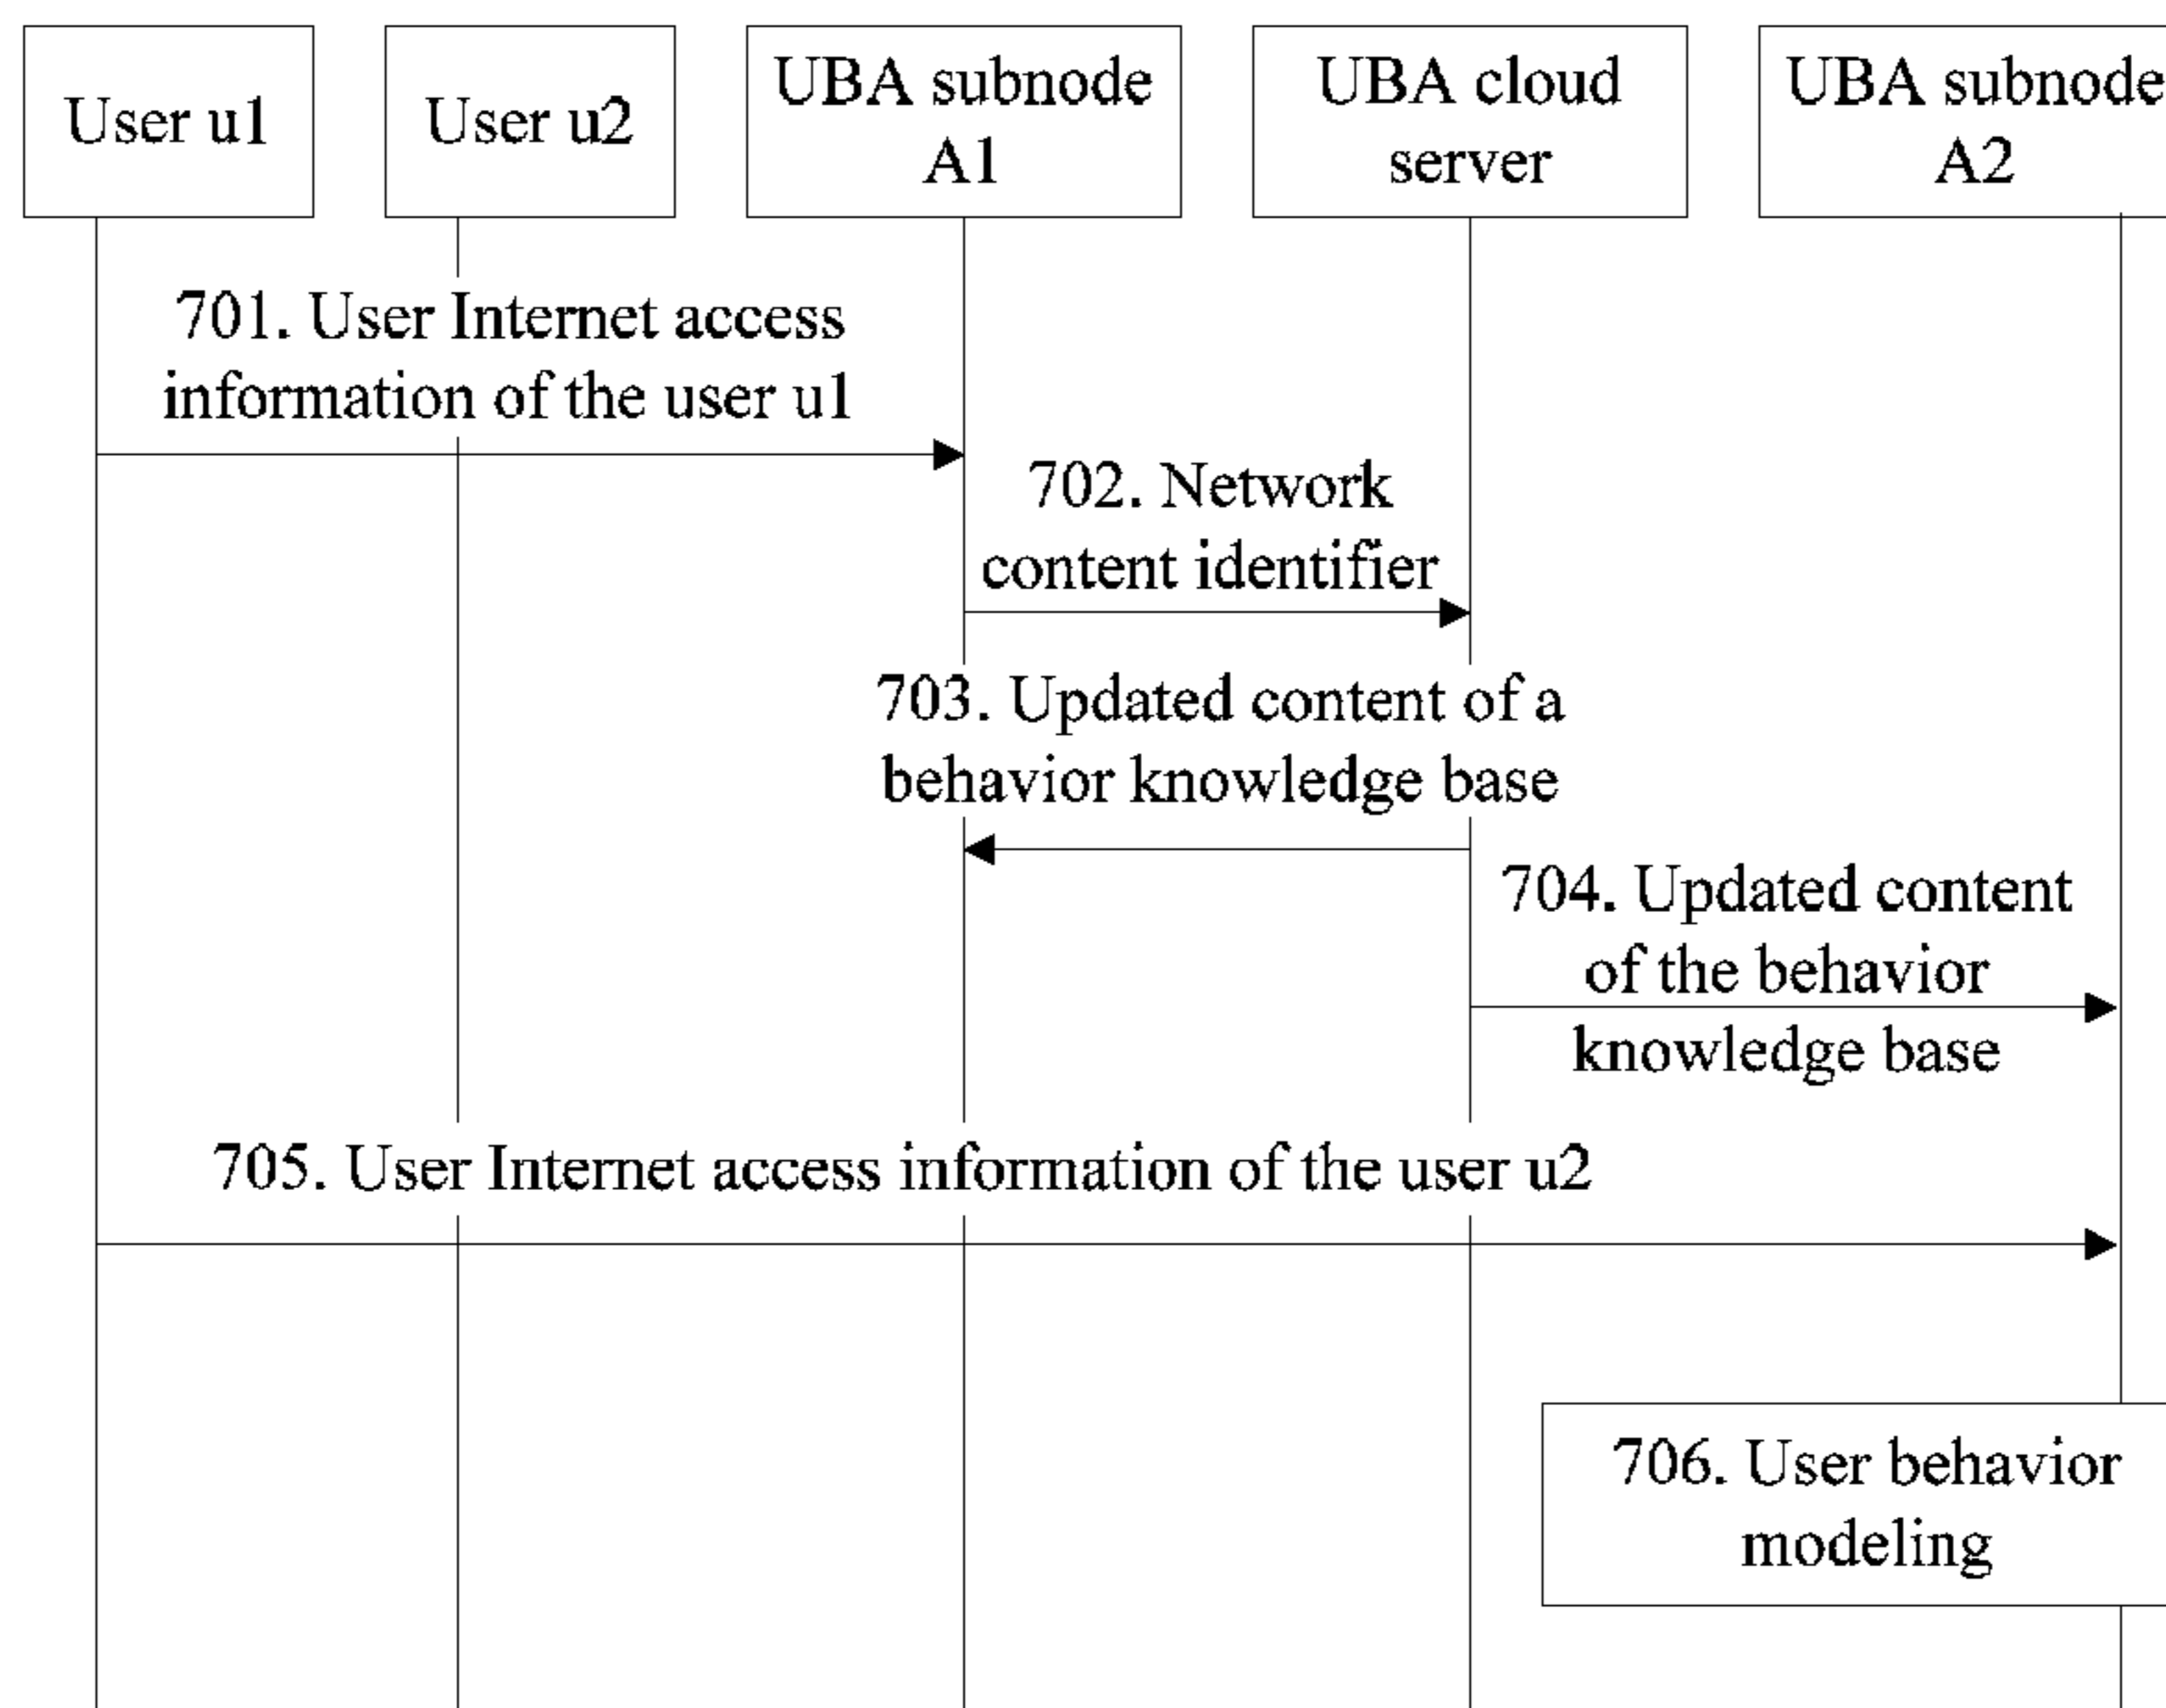 User u1
User u2
UBA subnode
A1
UBA cloud
server
UBA subnode
A2
701. User Internet access
information of the user u1
702. Network
content identifier
703. Updated content of a
behavior knowledge base
704. Updated content
of the behavior
knowledge base
705. User Internet access information of the user u2
706. User behavior
modeling